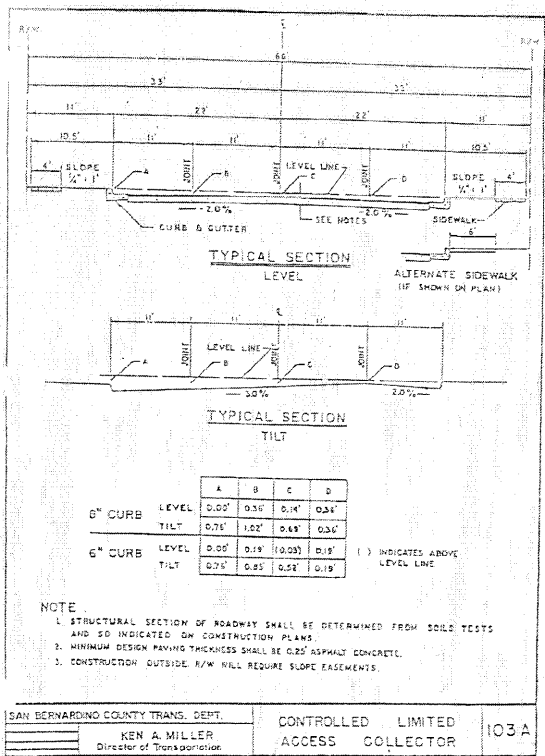 R/W ℄ R/W
66'
33' 33'
11' 22' 22' 11'
10.5' 11' 11' 11' 11' 10.5'
4' SLOPE ¼" : 1' A JOINT B JOINT C LEVEL LINE JOINT D SLOPE ¼" : 1' 4'
-2.0% SEE NOTES -2.0% SIDEWALK
CURB & GUTTER
6'
TYPICAL SECTION
LEVEL
ALTERNATE SIDEWALK
(IF SHOWN ON PLAN)
℄
11' 11' 11' 11'
A JOINT B LEVEL LINE JOINT C JOINT D
3.0% 2.0%
TYPICAL SECTION
TILT
A B C D
8" CURB LEVEL 0.00' 0.36' 0.14' 0.36'
TILT 0.75' 1.02' 0.69' 0.36'
6" CURB LEVEL 0.00' 0.19' (0.03') 0.19'
TILT 0.75' 0.85' 0.52' 0.19'
( ) INDICATES ABOVE
LEVEL LINE
NOTE
1. STRUCTURAL SECTION OF ROADWAY SHALL BE DETERMINED FROM SOILS TESTS
AND SO INDICATED ON CONSTRUCTION PLANS.
2. MINIMUM DESIGN PAVING THICKNESS SHALL BE 0.25' ASPHALT CONCRETE.
3. CONSTRUCTION OUTSIDE R/W WILL REQUIRE SLOPE EASEMENTS.
SAN BERNARDINO COUNTY TRANS. DEPT.
KEN A. MILLER
Director of Transportation
CONTROLLED LIMITED
ACCESS COLLECTOR
103 A